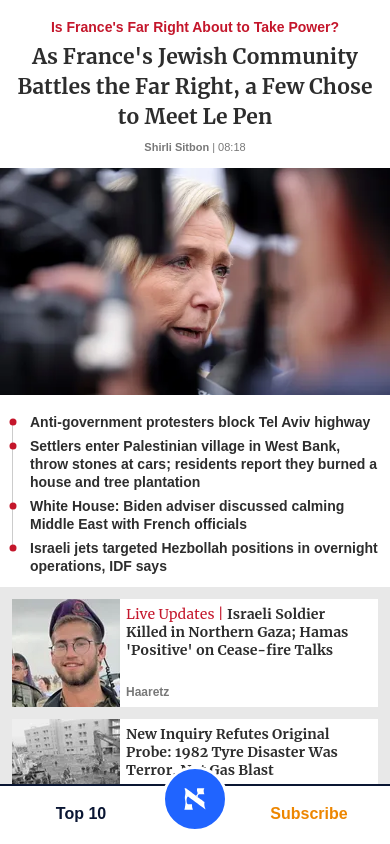 Is France's Far Right About to Take Power?
As France's Jewish Community
Battles the Far Right, a Few Chose
to Meet Le Pen
Shirli Sitbon | 08:18
Anti-government protesters block Tel Aviv highway
Settlers enter Palestinian village in West Bank,
throw stones at cars; residents report they burned a
house and tree plantation
White House: Biden adviser discussed calming
Middle East with French officials
Israeli jets targeted Hezbollah positions in overnight
operations, IDF says
Live Updates | Israeli Soldier
Killed in Northern Gaza; Hamas
'Positive' on Cease-fire Talks
Haaretz
New Inquiry Refutes Original
Probe: 1982 Tyre Disaster Was
Terror, Not Gas Blast
Top 10
Subscribe